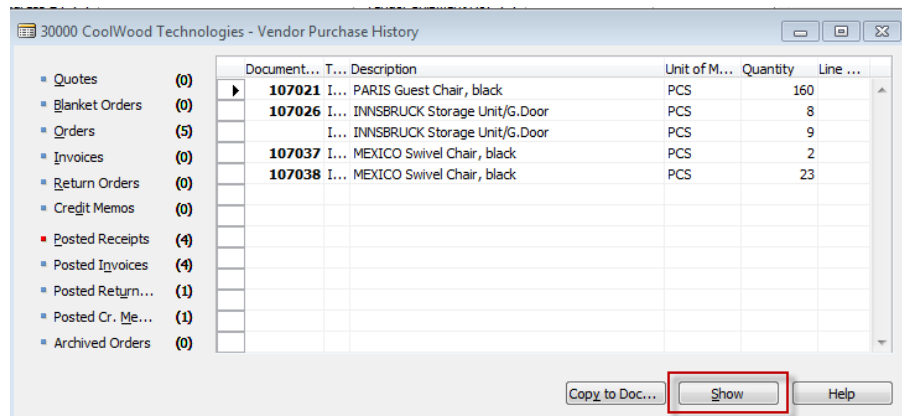 30000 CoolWood Technologies - Vendor Purchase History
Quotes (0)
Blanket Orders (0)
Orders (5)
Invoices (0)
Return Orders (0)
Credit Memos (0)
Posted Receipts (4)
Posted Invoices (4)
Posted Return... (1)
Posted Cr. Me... (1)
Archived Orders (0)
Document... T... Description Unit of M... Quantity Line ...
107021 I... PARIS Guest Chair, black PCS 160
107026 I... INNSBRUCK Storage Unit/G.Door PCS 8
I... INNSBRUCK Storage Unit/G.Door PCS 9
107037 I... MEXICO Swivel Chair, black PCS 2
107038 I... MEXICO Swivel Chair, black PCS 23
Copy to Doc... Show Help